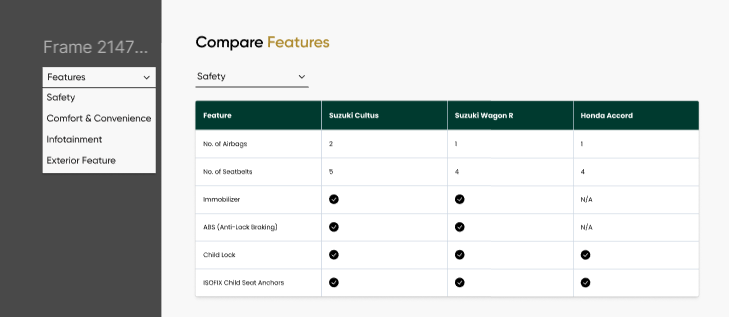 Frame 2147...
Features
Safety
Comfort & Convenience
Infotainment
Exterior Feature
Compare Features
Safety
Feature Suzuki Cultus Suzuki Wagon R Honda Accord
No. of Airbags 2 1 1
No. of Seatbelts 5 4 4
Immobilizer N/A
ABS (Anti-Lock Braking) N/A
Child Lock
ISOFIX Child Seat Anchors